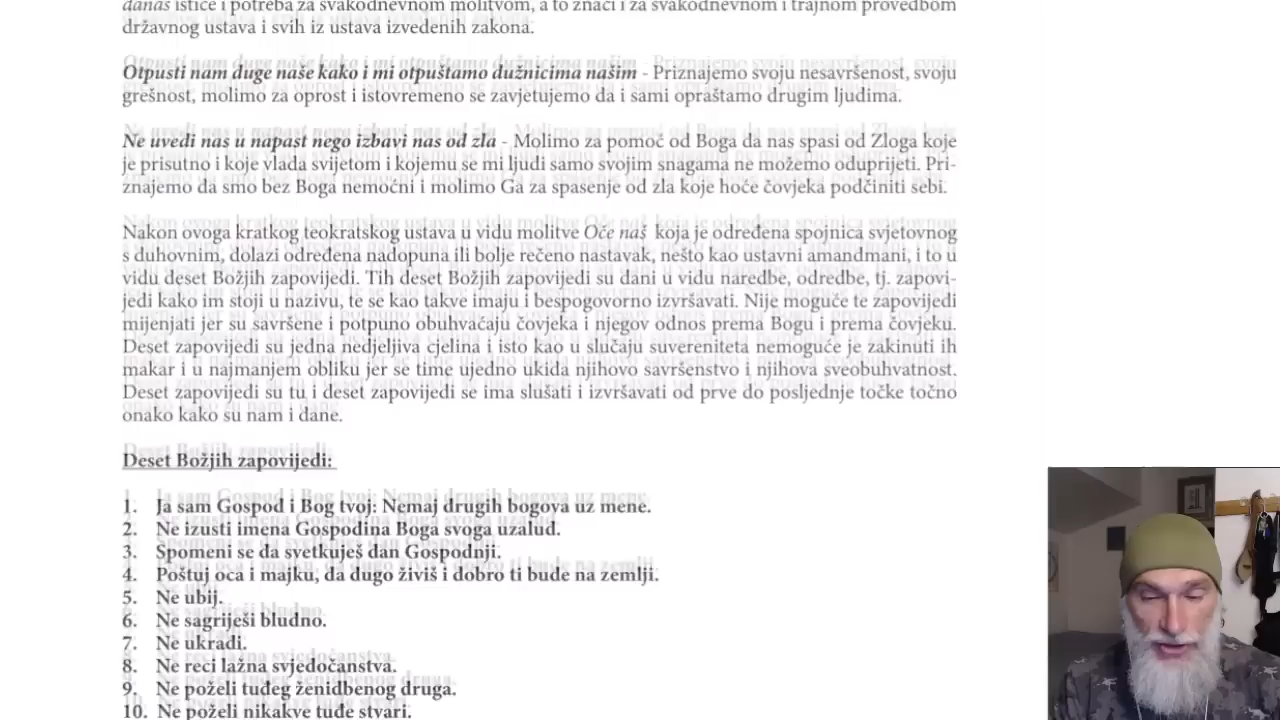 danas ističe i potreba za svakodnevnom molitvom, a to znači i za svakodnevnom i trajnom provedbom
državnog ustava i svih iz ustava izvedenih zakona.
Otpusti nam duge naše kako i mi otpuštamo dužnicima našim - Priznajemo svoju nesavršenost, svoju
grešnost, molimo za oprost i istovremeno se zavjetujemo da i sami opraštamo drugim ljudima.
Ne uvedi nas u napast nego izbavi nas od zla - Molimo za pomoć od Boga da nas spasi od Zloga koje
je prisutno i koje vlada svijetom i kojemu se mi ljudi samo svojim snagama ne možemo oduprijeti. Pri-
znajemo da smo bez Boga nemoćni i molimo Ga za spasenje od zla koje hoće čovjeka podčiniti sebi.
Nakon ovoga kratkog teokratskog ustava u vidu molitve Oče naš koja je određena spojnica svjetovnog
s duhovnim, dolazi određena nadopuna ili bolje rečeno nastavak, nešto kao ustavni amandmani, i to u
vidu deset Božjih zapovijedi. Tih deset Božjih zapovijedi su dani u vidu naredbe, odredbe, tj. zapovi-
jedi kako im stoji u nazivu, te se kao takve imaju i bespogovorno izvršavati. Nije moguće te zapovijedi
mijenjati jer su savršene i potpuno obuhvaćaju čovjeka i njegov odnos prema Bogu i prema čovjeku.
Deset zapovijedi su jedna nedjeljiva cjelina i isto kao u slučaju suvereniteta nemoguće je zakinuti ih
makar i u najmanjem obliku jer se time ujedno ukida njihovo savršenstvo i njihova sveobuhvatnost.
Deset zapovijedi su tu i deset zapovijedi se ima slušati i izvršavati od prve do posljednje točke točno
onako kako su nam i dane.
Deset Božjih zapovijedi:
1. Ja sam Gospod i Bog tvoj: Nemaj drugih bogova uz mene.
2. Ne izusti imena Gospodina Boga svoga uzalud.
3. Spomeni se da svetkuješ dan Gospodnji.
4. Poštuj oca i majku, da dugo živiš i dobro ti bude na zemlji.
5. Ne ubij.
6. Ne sagriješi bludno.
7. Ne ukradi.
8. Ne reci lažna svjedočanstva.
9. Ne poželi tuđeg ženidbenog druga.
10. Ne poželi nikakve tuđe stvari.